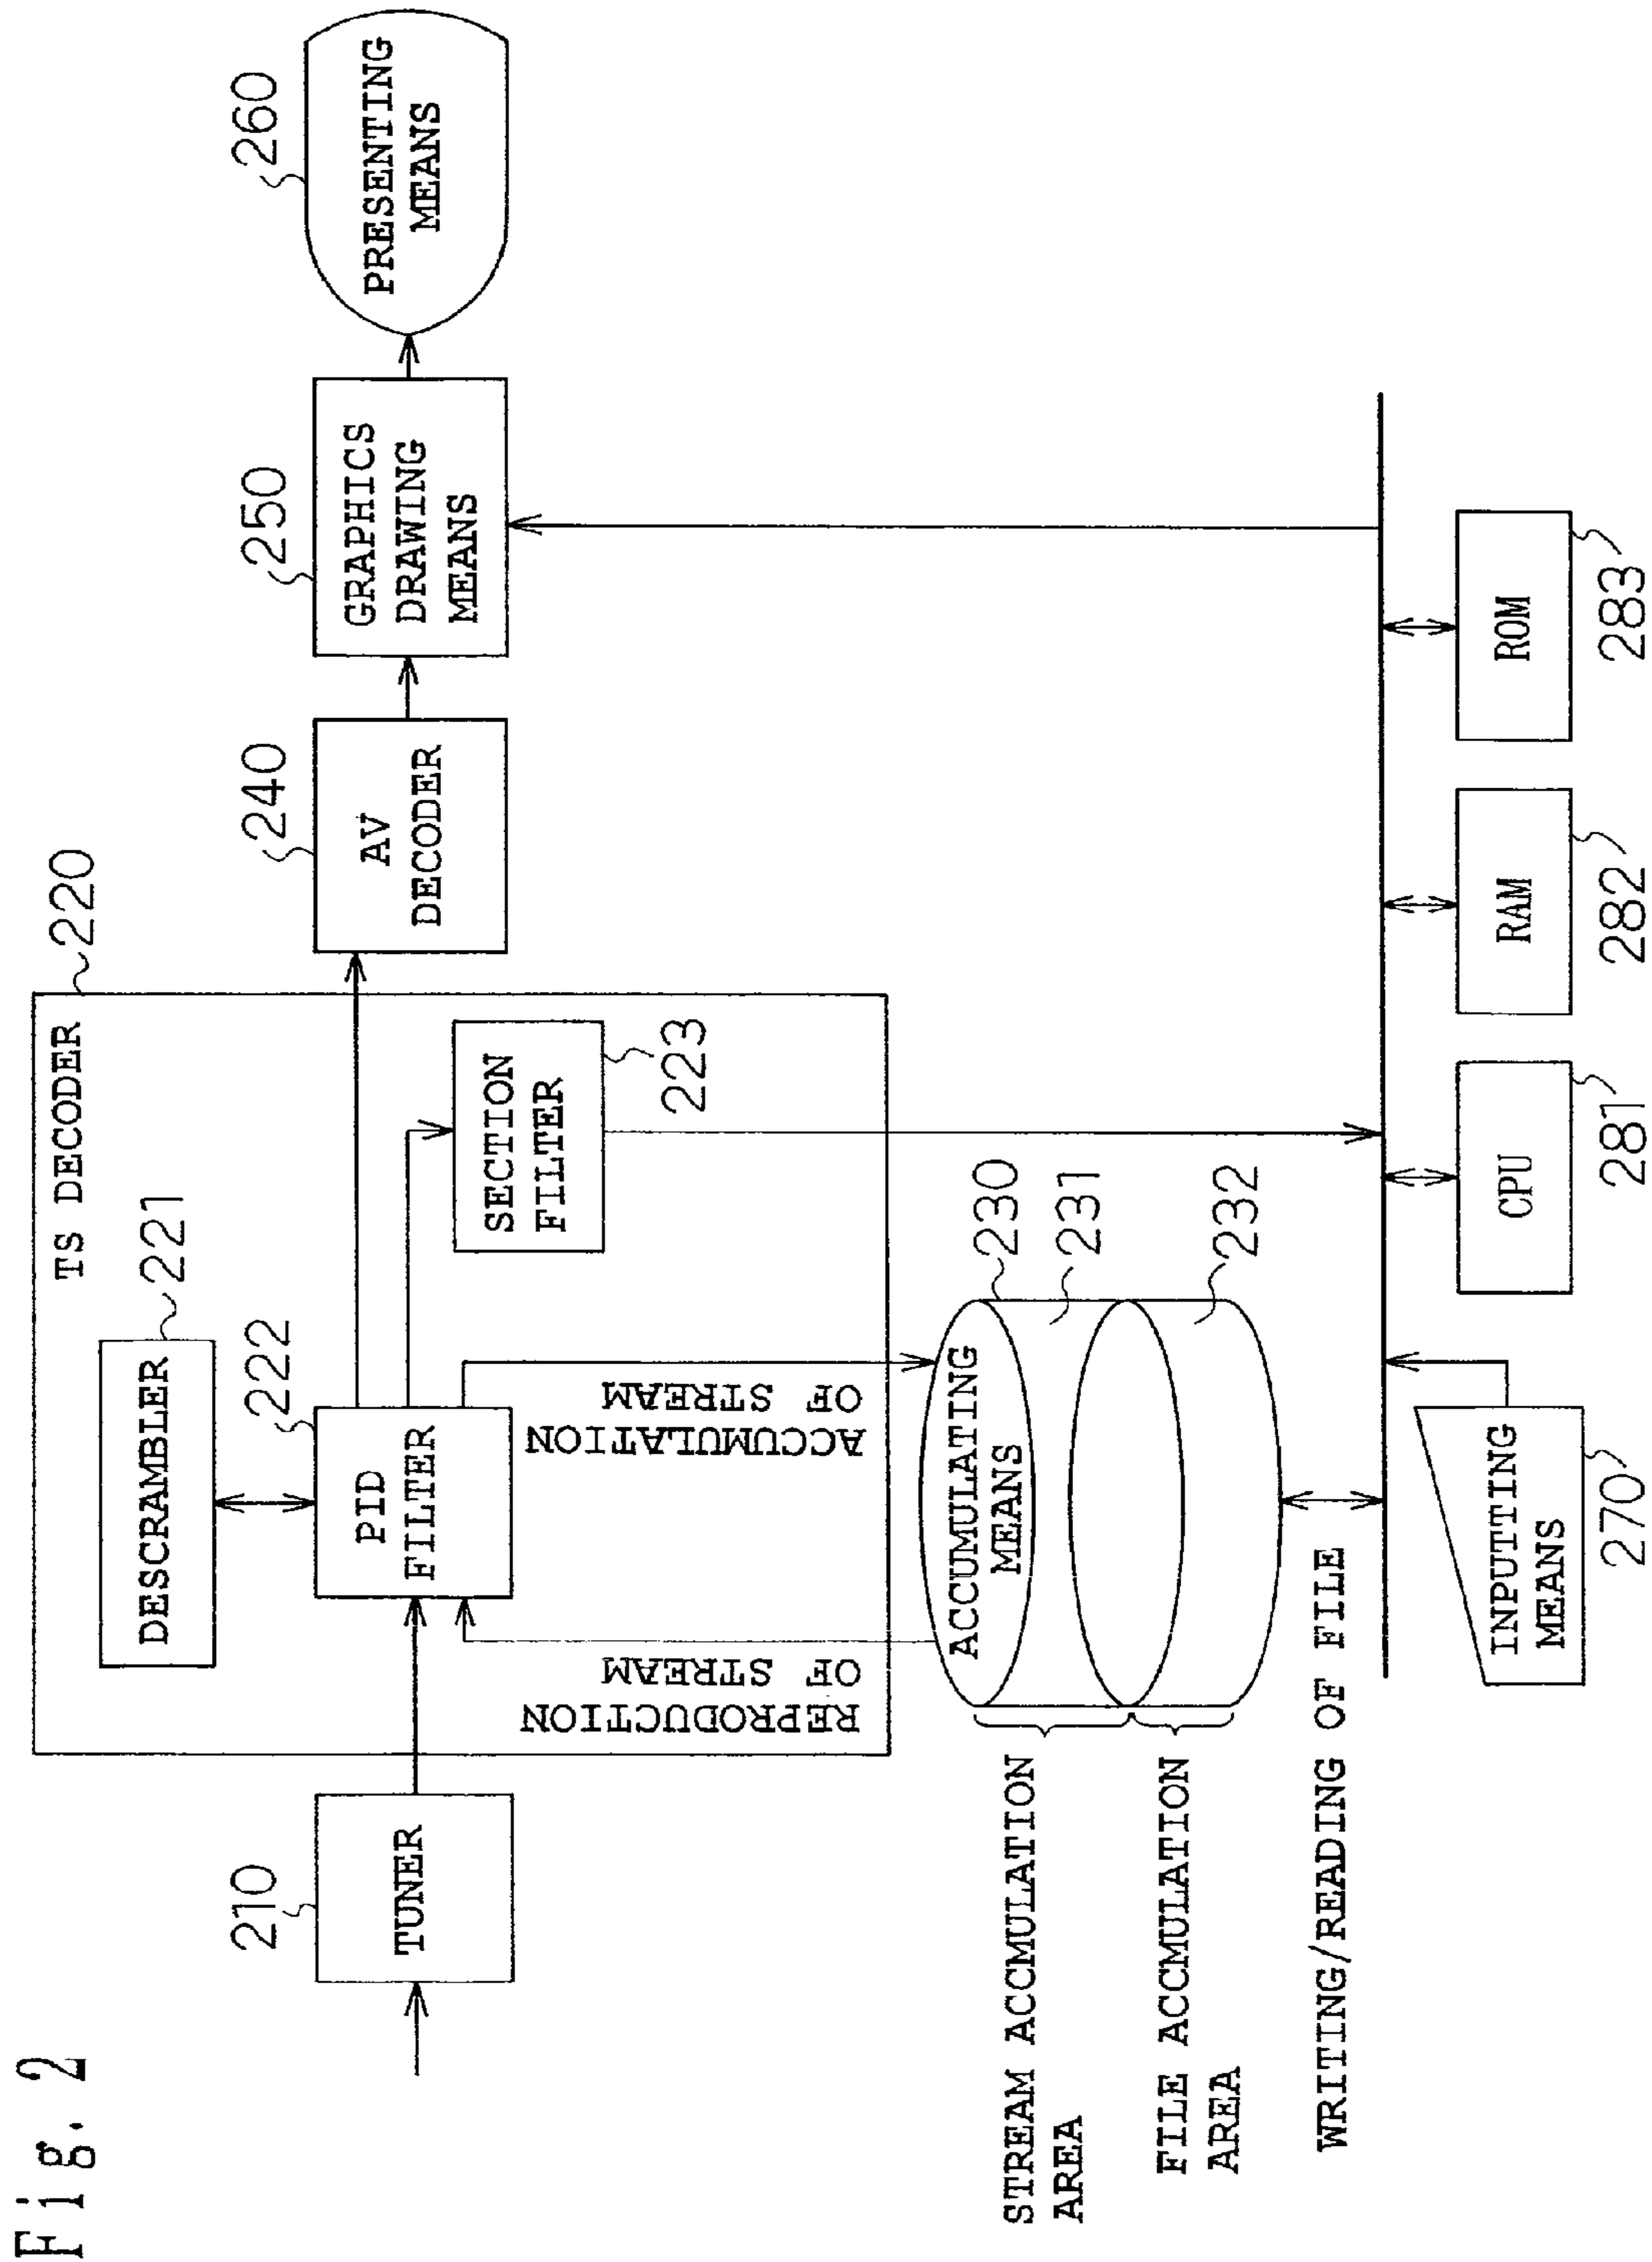 Fig. 2
TS DECODER
220
DESCRAMBLER
221
210
TUNER
222
PID
FILTER
240
AV
DECODER
250
GRAPHICS
DRAWING
MEANS
260
PRESENTING
MEANS
SECTION
FILTER
223
REPRODUCTION
OF STREAM
ACCUMULATION
OF STREAM
ACCUMULATING
MEANS
230
231
232
STREAM ACCMULATION
AREA
FILE ACCMULATION
AREA
WRITING/READING OF FILE
INPUTTING
MEANS
270
CPU
281
RAM
282
ROM
283